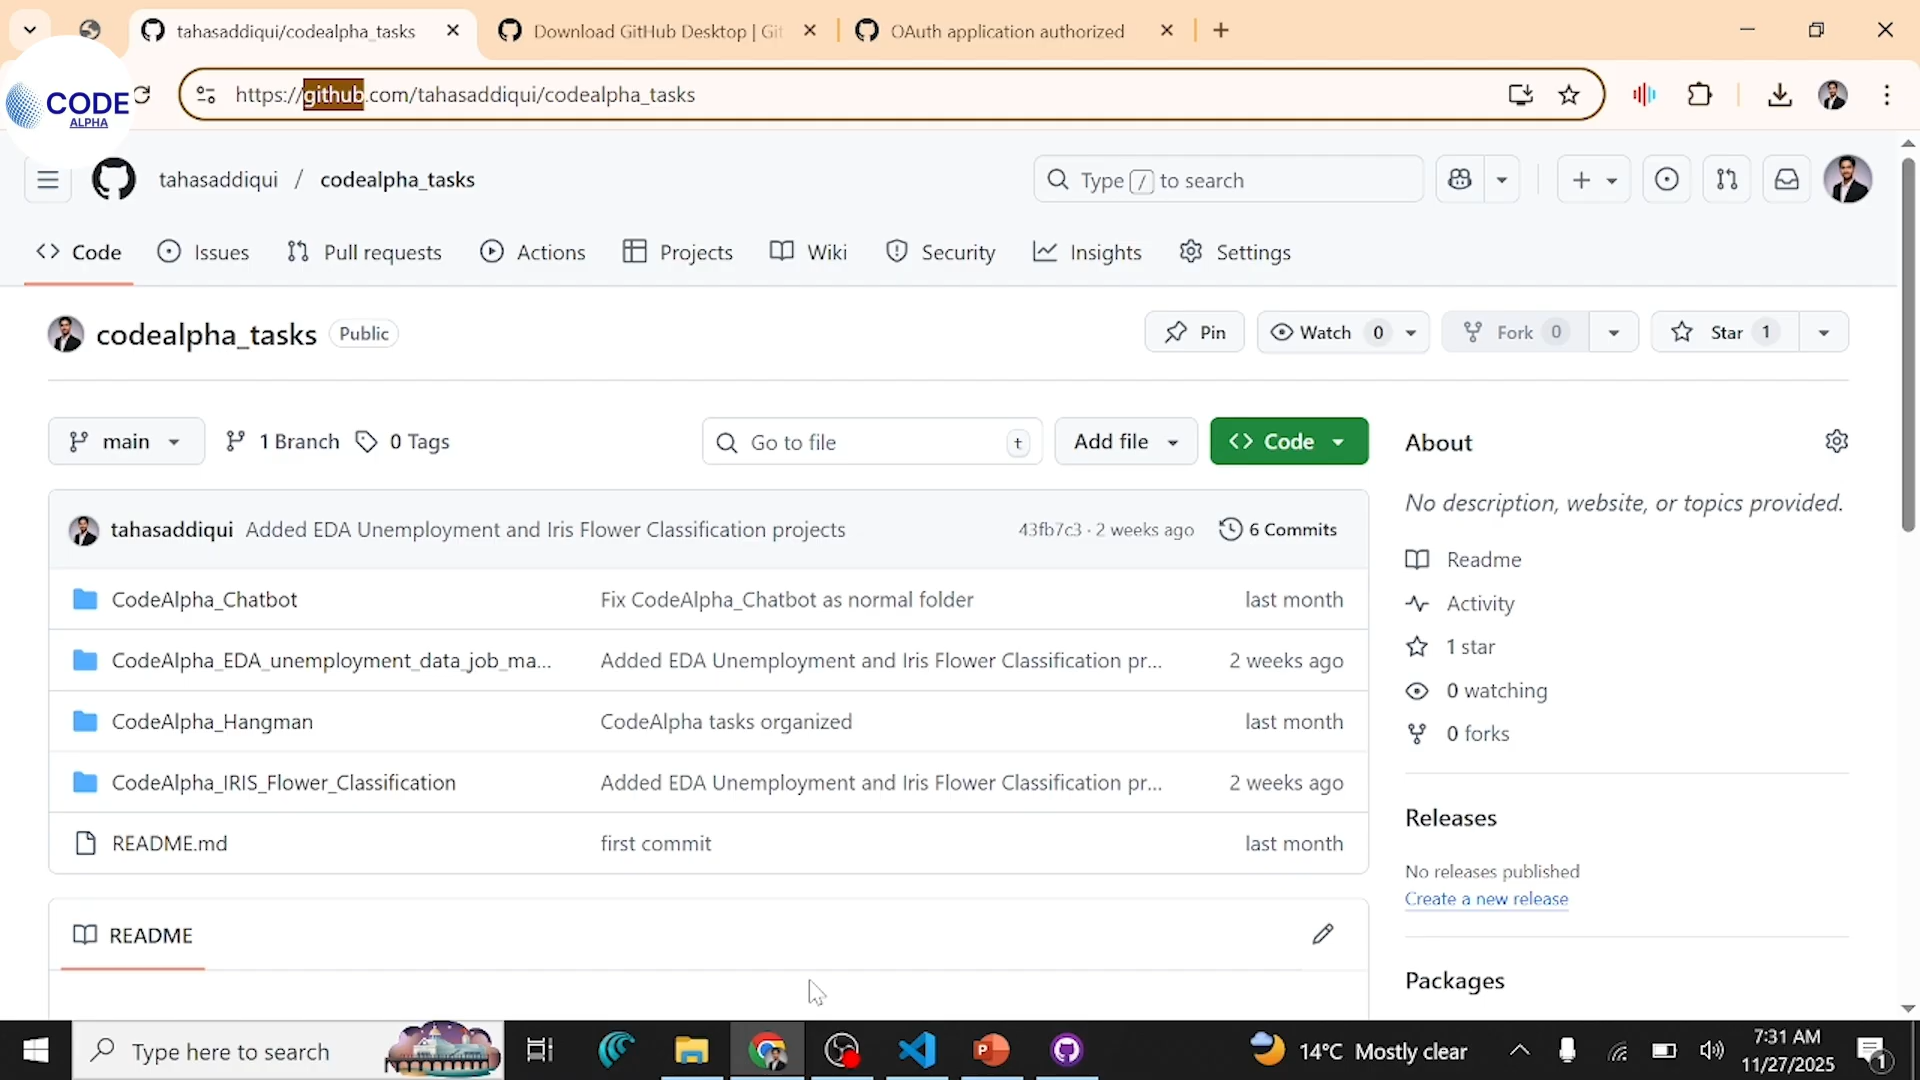 tahasaddiqui/codealpha_tasks
Download GitHub Desktop | Git
OAuth application authorized
CODE
ALPHA
https://github.com/tahasaddiqui/codealpha_tasks
tahasaddiqui / codealpha_tasks
Type / to search
Code
Issues
Pull requests
Actions
Projects
Wiki
Security
Insights
Settings
codealpha_tasks
Public
Pin
Watch 0
Fork 0
Star 1
main
1 Branch
0 Tags
Go to file t
Add file
Code
About
No description, website, or topics provided.
tahasaddiqui Added EDA Unemployment and Iris Flower Classification projects 43fb7c3 · 2 weeks ago 6 Commits
CodeAlpha_Chatbot Fix CodeAlpha_Chatbot as normal folder last month
CodeAlpha_EDA_unemployment_data_job_ma... Added EDA Unemployment and Iris Flower Classification pr... 2 weeks ago
CodeAlpha_Hangman CodeAlpha tasks organized last month
CodeAlpha_IRIS_Flower_Classification Added EDA Unemployment and Iris Flower Classification pr... 2 weeks ago
README.md first commit last month
README
Readme
Activity
1 star
0 watching
0 forks
Releases
No releases published
Create a new release
Packages
Type here to search
14°C Mostly clear
7:31 AM
11/27/2025
1